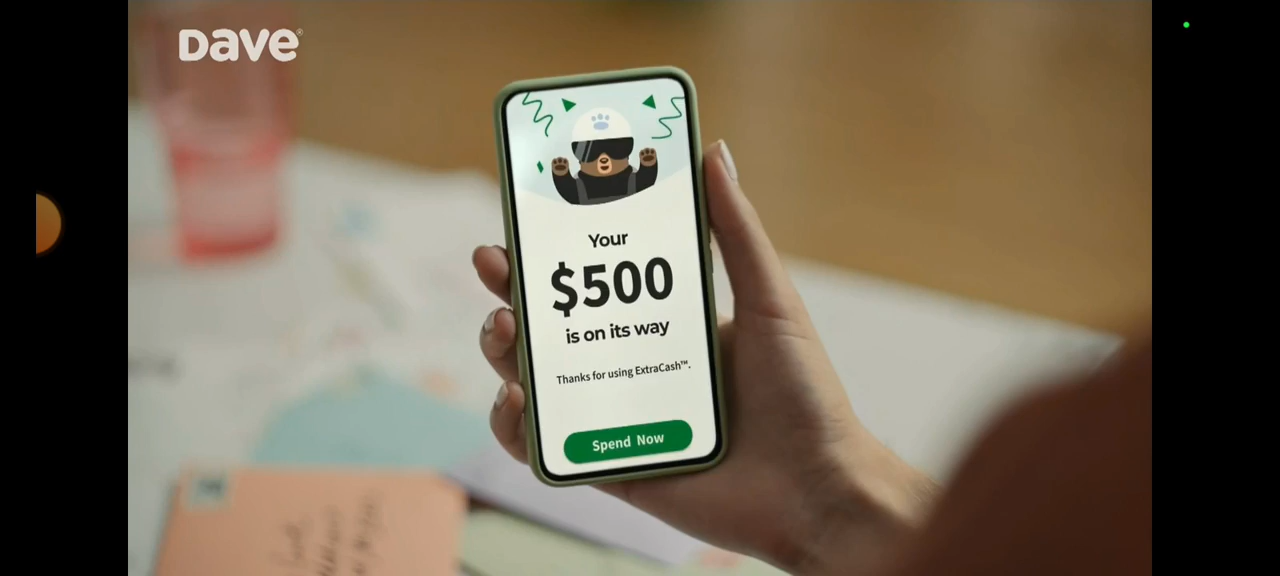 Dave
Your
$500
is on its way
Thanks for using ExtraCash™.
Spend Now